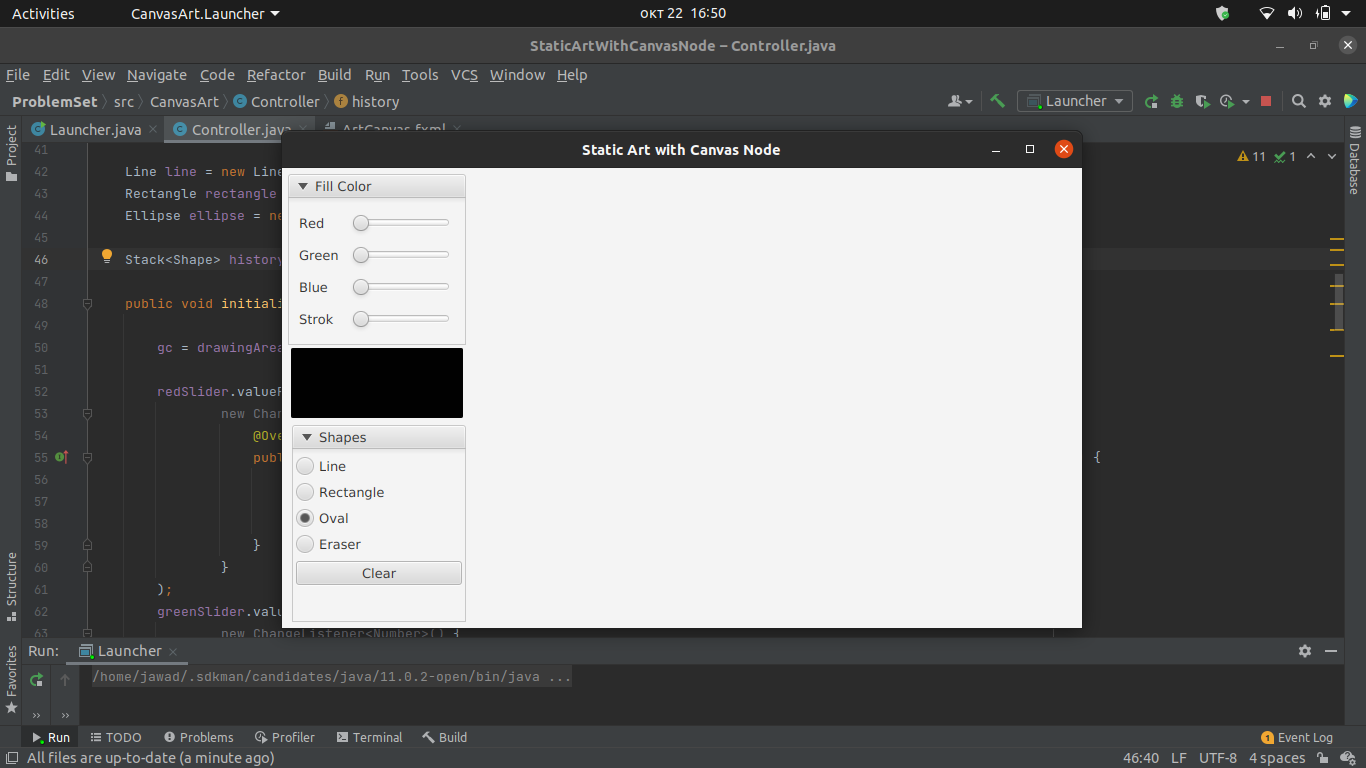 Activities CanvasArt.Launcher окт 22 16:50
StaticArtWithCanvasNode – Controller.java
File Edit View Navigate Code Refactor Build Run Tools VCS Window Help
ProblemSet src CanvasArt Controller history Launcher
Project
Launcher.java Controller.java ArtCanvas.fxml
Database
Static Art with Canvas Node
11 1
41
42 Line line = new Line
43 Rectangle rectangle
44 Ellipse ellipse = ne
45
46 Stack<Shape> history
47
48 public void initiali
49
50 gc = drawingArea
51
52 redSlider.valueP
53 new Chan
54 @Ove
55 publ {
56
57
58
59 }
60 }
61 );
62 greenSlider.valu
63 new ChangeListener<Number>() {
Fill Color
Red
Green
Blue
Strok
Shapes
Line
Rectangle
Oval
Eraser
Clear
Structure
Favorites
Run: Launcher
/home/jawad/.sdkman/candidates/java/11.0.2-open/bin/java ...
Run TODO Problems Profiler Terminal Build 1 Event Log
All files are up-to-date (a minute ago) 46:40 LF UTF-8 4 spaces